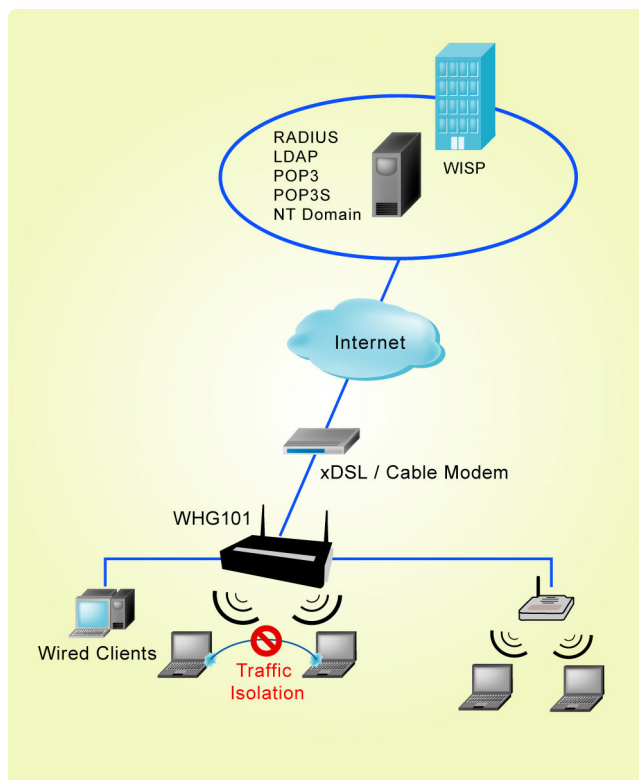 RADIUS
LDAP
POP3
POP3S
NT Domain
WISP
Internet
xDSL / Cable Modem
WHG101
Wired Clients
Traffic
Isolation